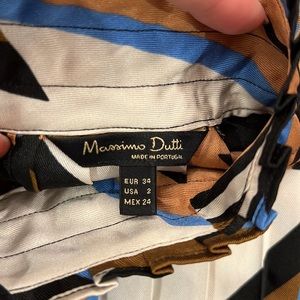 Massimo Dutti
MADE IN PORTUGAL
EUR 34
USA 2
MEX 24